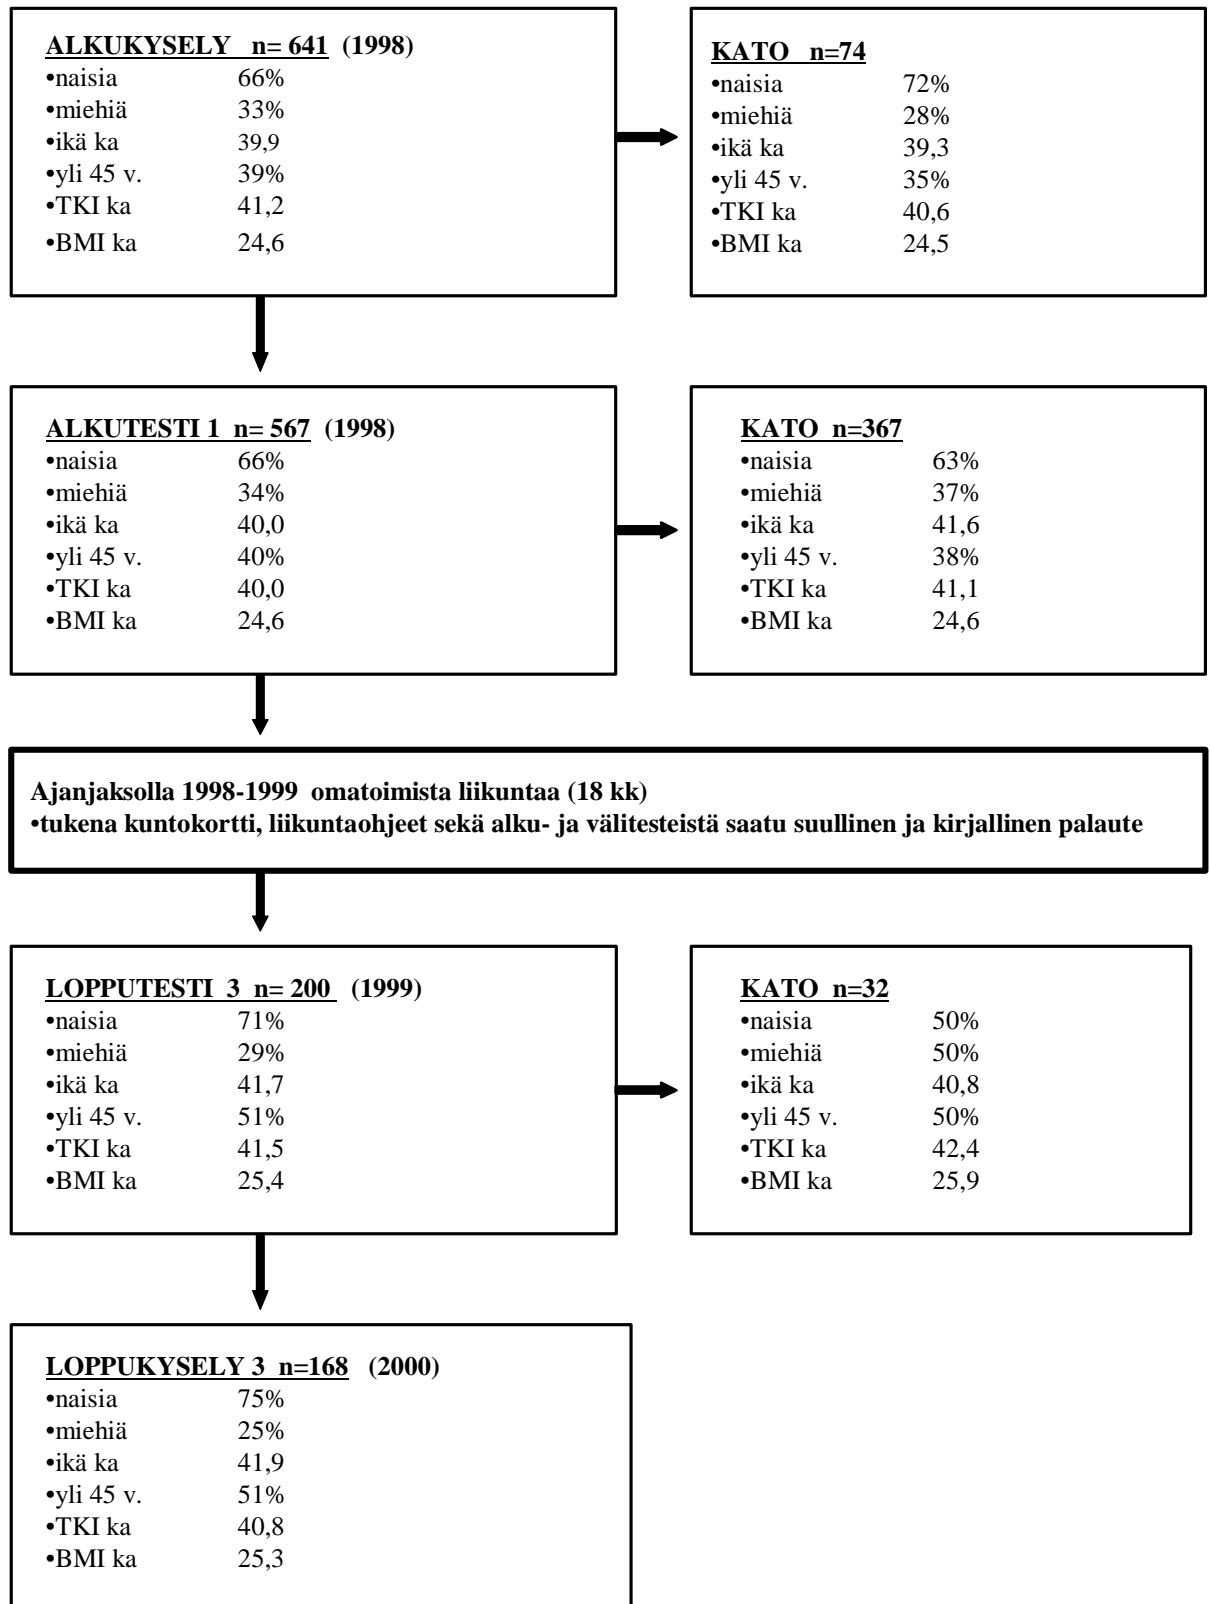 ALKUKYSELY n= 641 (1998)
•naisia 66%
•miehiä 33%
•ikä ka 39,9
•yli 45 v. 39%
•TKI ka 41,2
•BMI ka 24,6
KATO n=74
•naisia 72%
•miehiä 28%
•ikä ka 39,3
•yli 45 v. 35%
•TKI ka 40,6
•BMI ka 24,5
ALKUTESTI 1 n= 567 (1998)
•naisia 66%
•miehiä 34%
•ikä ka 40,0
•yli 45 v. 40%
•TKI ka 40,0
•BMI ka 24,6
KATO n=367
•naisia 63%
•miehiä 37%
•ikä ka 41,6
•yli 45 v. 38%
•TKI ka 41,1
•BMI ka 24,6
Ajanjaksolla 1998-1999 omatoimista liikuntaa (18 kk)
•tukena kuntokortti, liikuntaohjeet sekä alku- ja välitesteistä saatu suullinen ja kirjallinen palaute
LOPPUTESTI 3 n= 200 (1999)
•naisia 71%
•miehiä 29%
•ikä ka 41,7
•yli 45 v. 51%
•TKI ka 41,5
•BMI ka 25,4
KATO n=32
•naisia 50%
•miehiä 50%
•ikä ka 40,8
•yli 45 v. 50%
•TKI ka 42,4
•BMI ka 25,9
LOPPUKYSELY 3 n=168 (2000)
•naisia 75%
•miehiä 25%
•ikä ka 41,9
•yli 45 v. 51%
•TKI ka 40,8
•BMI ka 25,3